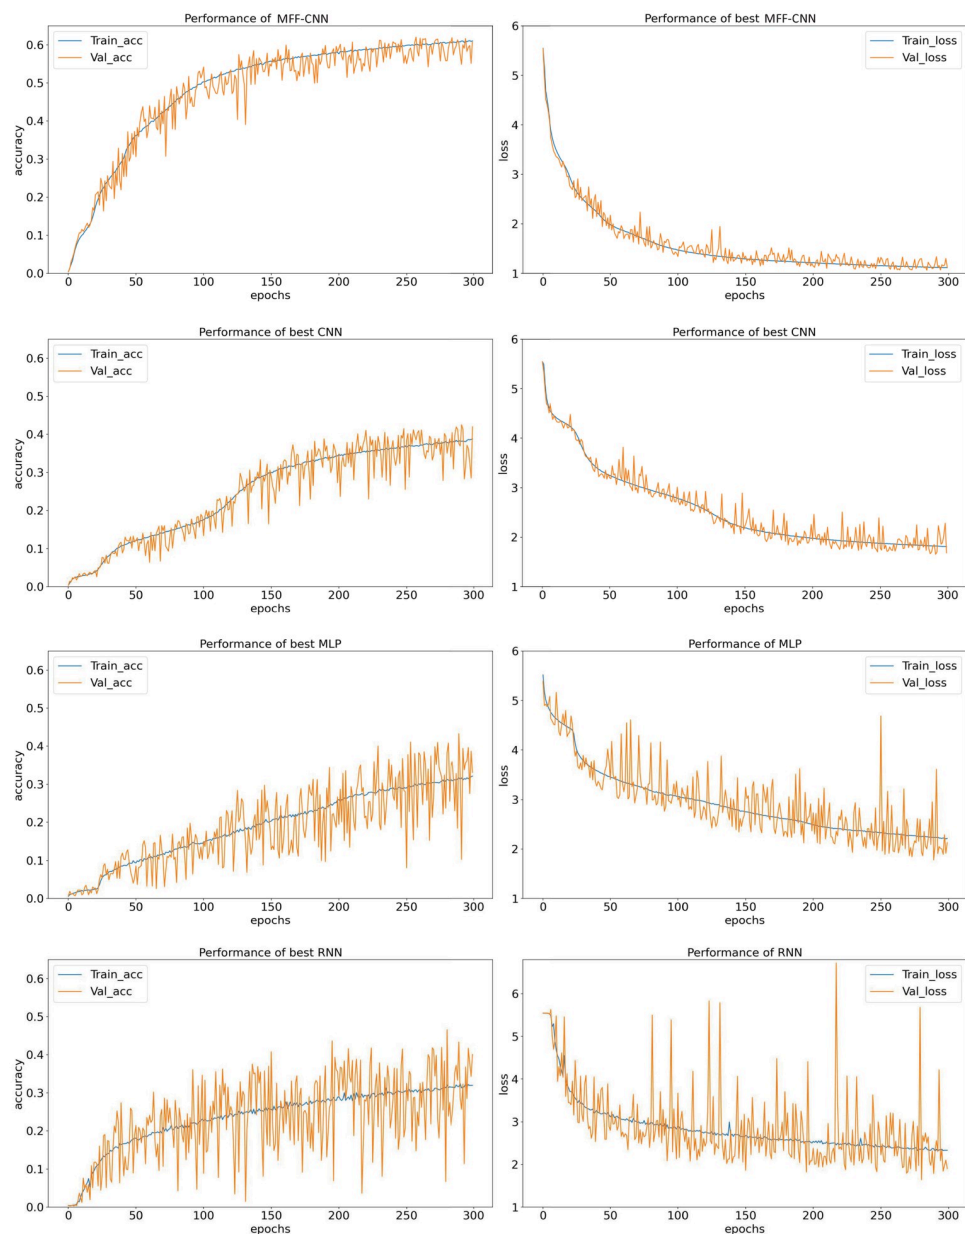 Performance of MFF-CNN
Train_acc
Val_acc
accuracy
0.6
0.5
0.4
0.3
0.2
0.1
0.0
0 50 100 150 200 250 300
epochs
Performance of best MFF-CNN
Train_loss
Val_loss
loss
6
5
4
3
2
1
0 50 100 150 200 250 300
epochs
Performance of best CNN
Train_acc
Val_acc
accuracy
0.6
0.5
0.4
0.3
0.2
0.1
0.0
0 50 100 150 200 250 300
epochs
Performance of best CNN
Train_loss
Val_loss
loss
6
5
4
3
2
1
0 50 100 150 200 250 300
epochs
Performance of best MLP
Train_acc
Val_acc
accuracy
0.6
0.5
0.4
0.3
0.2
0.1
0.0
0 50 100 150 200 250 300
epochs
Performance of MLP
Train_loss
Val_loss
loss
6
5
4
3
2
1
0 50 100 150 200 250 300
epochs
Performance of best RNN
Train_acc
Val_acc
accuracy
0.6
0.5
0.4
0.3
0.2
0.1
0.0
0 50 100 150 200 250 300
epochs
Performance of RNN
Train_loss
Val_loss
loss
6
5
4
3
2
1
0 50 100 150 200 250 300
epochs